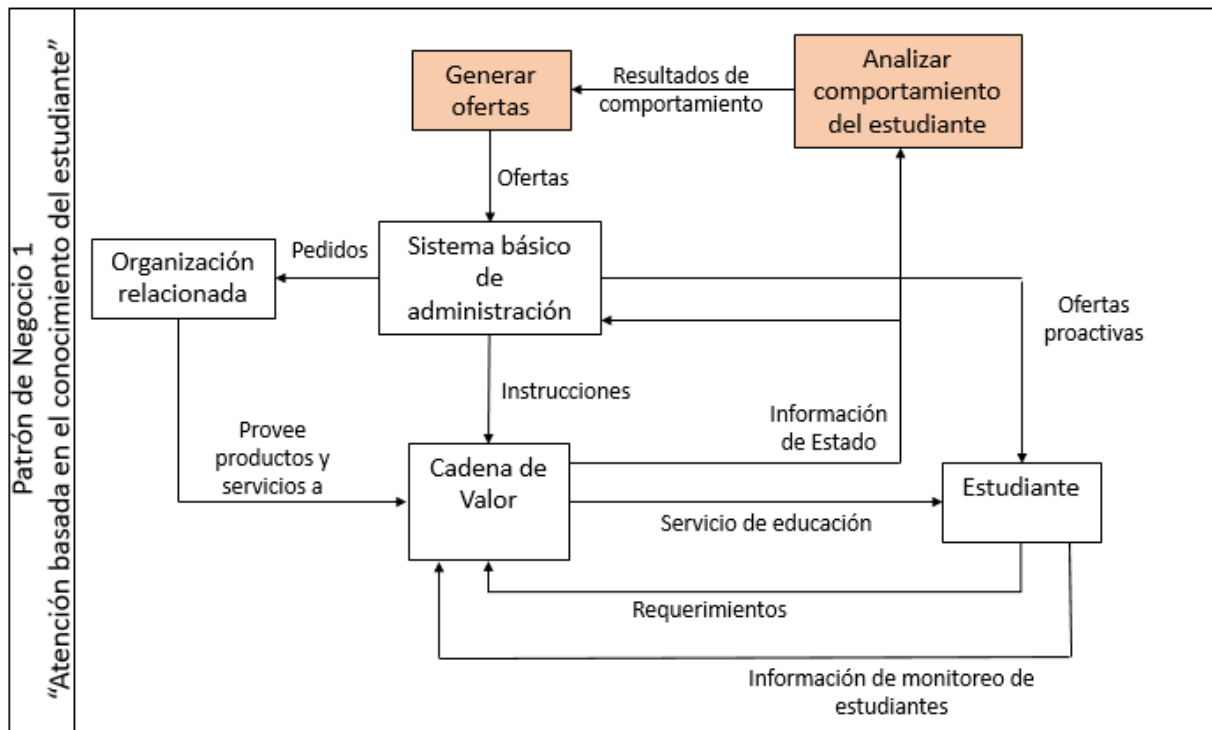 Patrón de Negocio 1
“Atención basada en el conocimiento del estudiante”
Generar
ofertas
Resultados de
comportamiento
Analizar
comportamiento
del estudiante
Ofertas
Organización
relacionada
Pedidos
Sistema básico
de
administración
Ofertas
proactivas
Instrucciones
Información
de Estado
Provee
productos y
servicios a
Cadena de
Valor
Servicio de educación
Estudiante
Requerimientos
Información de monitoreo de
estudiantes